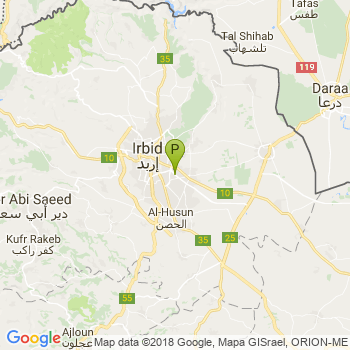 Tafas
طفس
Tal Shihab
تلشهاب
35
119
Daraa
درعا
P
Irbid
إربد
10
10
r Abi Saeed
دير أبي سع
Al-Husun
الحصن
Kufr Rakeb
كفر راكب
35
25
55
Ajloun
عجلون
Google Map data ©2018 Google, Mapa GISrael, ORION-ME